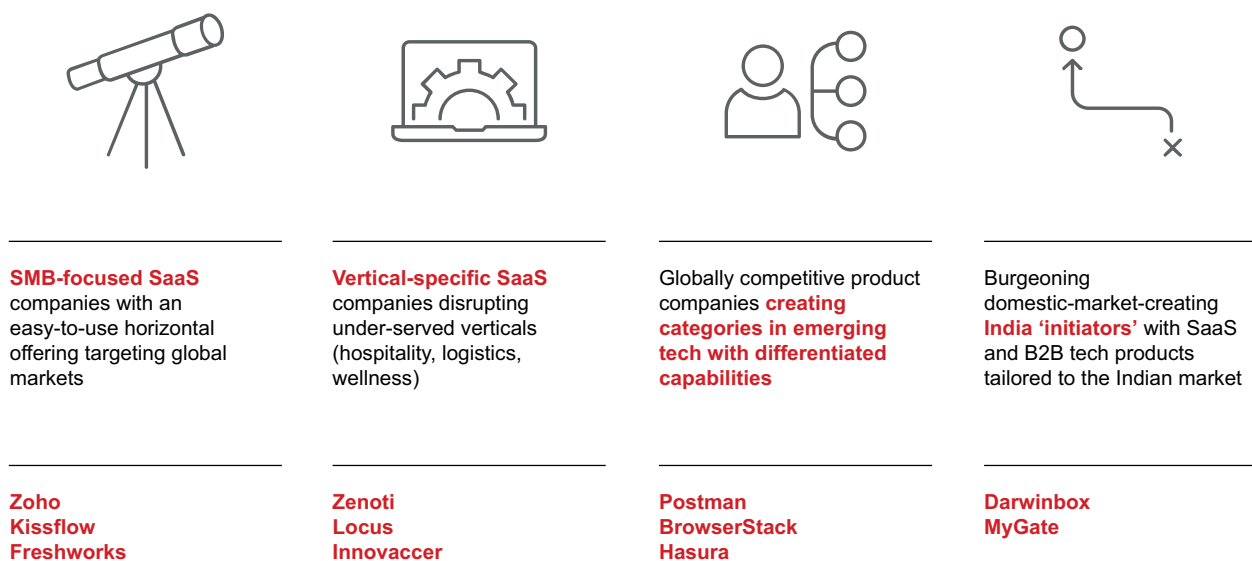 SMB-focused SaaS
companies with an
easy-to-use horizontal
offering targeting global
markets
Vertical-specific SaaS
companies disrupting
under-served verticals
(hospitality, logistics,
wellness)
Globally competitive product
companies creating
categories in emerging
tech with differentiated
capabilities
Burgeoning
domestic-market-creating
India ‘initiators’ with SaaS
and B2B tech products
tailored to the Indian market
Zoho
Kissflow
Freshworks
Zenoti
Locus
Innovaccer
Postman
BrowserStack
Hasura
Darwinbox
MyGate